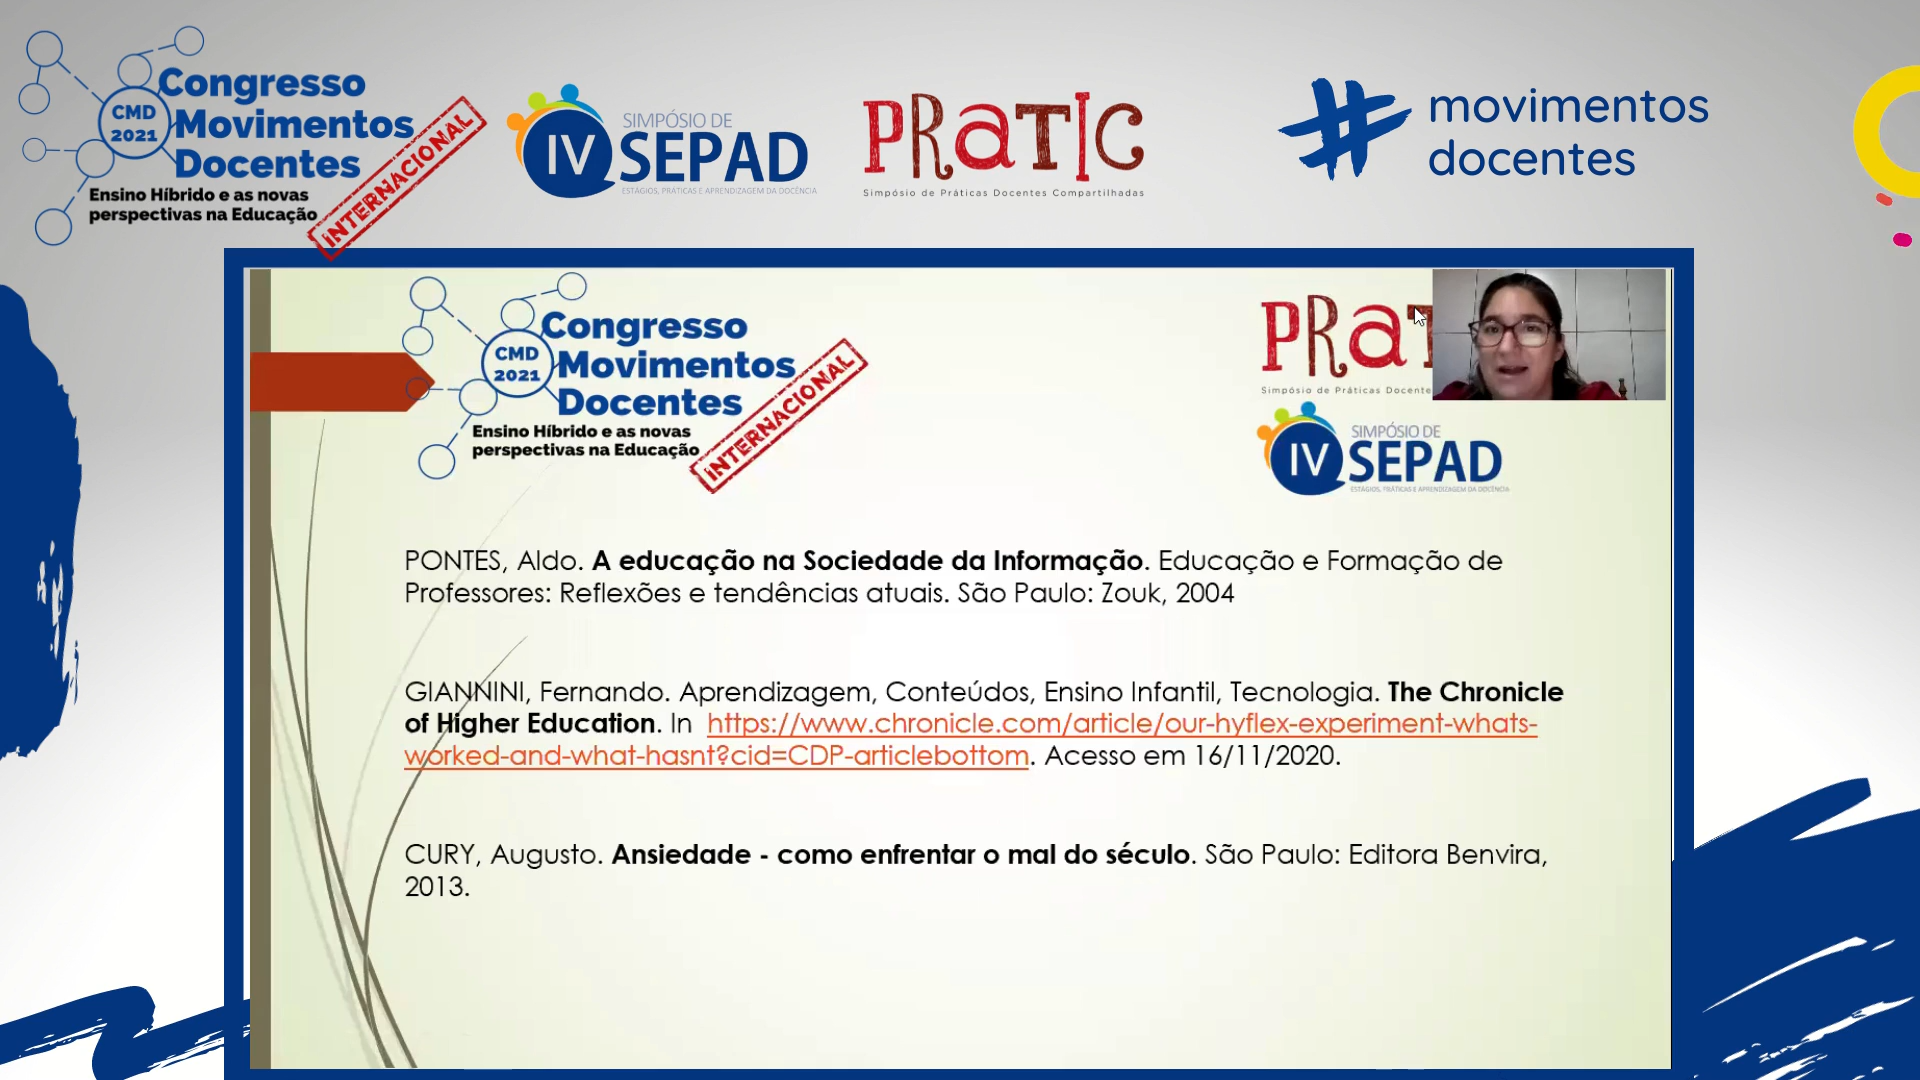 Congresso
CMD
2021
Movimentos
Docentes
Ensino Híbrido e as novas
perspectivas na Educação
INTERNACIONAL
SIMPÓSIO DE
IV SEPAD
ESTÁGIOS, PRÁTICAS E APRENDIZAGEM DA DOCÊNCIA
PRATIC
Simpósio de Práticas Docentes Compartilhadas
# movimentos
docentes
Congresso
CMD
2021
Movimentos
Docentes
Ensino Híbrido e as novas
perspectivas na Educação
INTERNACIONAL
PRAT
Simpósio de Práticas Docente
SIMPÓSIO DE
IV SEPAD
ESTÁGIOS, PRÁTICAS E APRENDIZAGEM DA DOCÊNCIA
PONTES, Aldo. A educação na Sociedade da Informação. Educação e Formação de
Professores: Reflexões e tendências atuais. São Paulo: Zouk, 2004
GIANNINI, Fernando. Aprendizagem, Conteúdos, Ensino Infantil, Tecnologia. The Chronicle
of Higher Education. In https://www.chronicle.com/article/our-hyflex-experiment-whats-
worked-and-what-hasnt?cid=CDP-articlebottom. Acesso em 16/11/2020.
CURY, Augusto. Ansiedade - como enfrentar o mal do século. São Paulo: Editora Benvira,
2013.